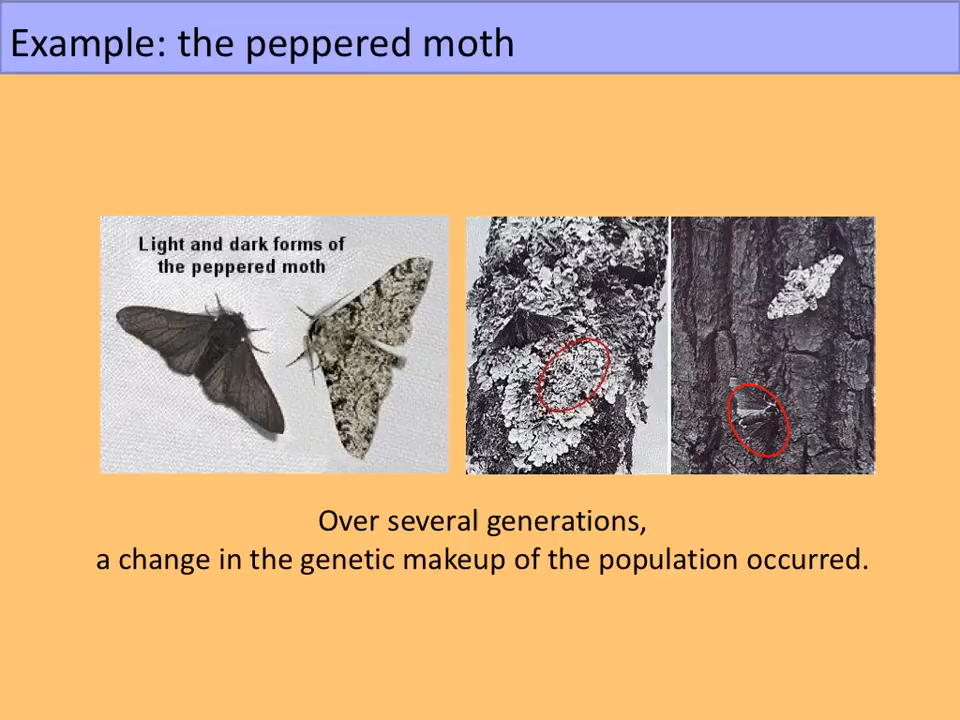 Example: the peppered moth
Light and dark forms of
the peppered moth
Over several generations,
a change in the genetic makeup of the population occurred.